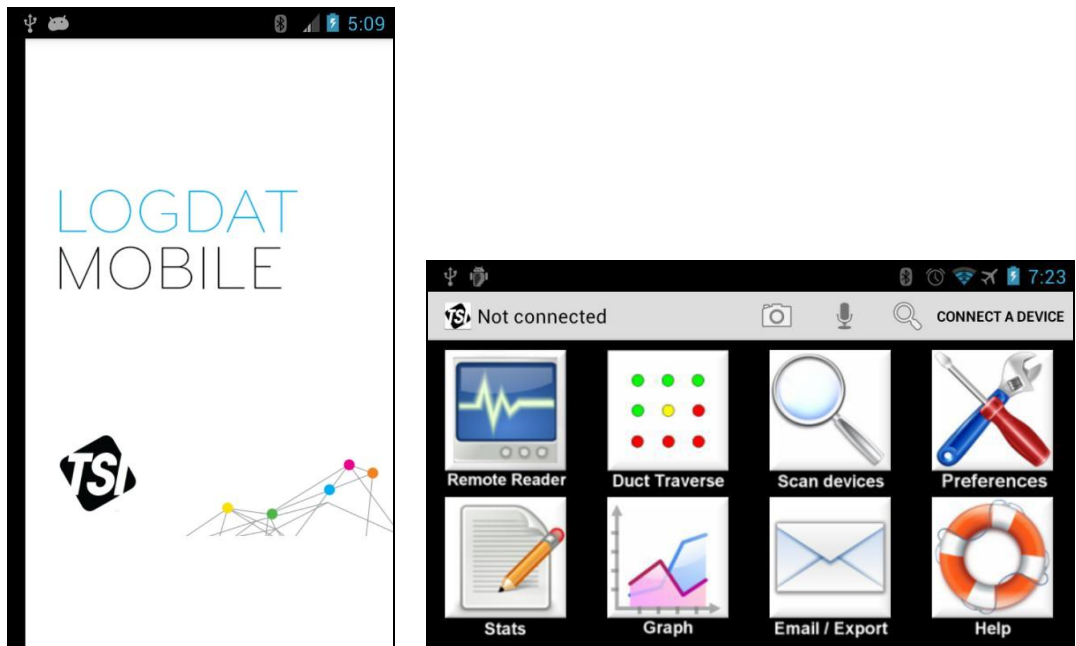 5:09
LOGDAT
MOBILE
TSI
7:23
TSI Not connected CONNECT A DEVICE
Remote Reader Duct Traverse Scan devices Preferences
Stats Graph Email / Export Help